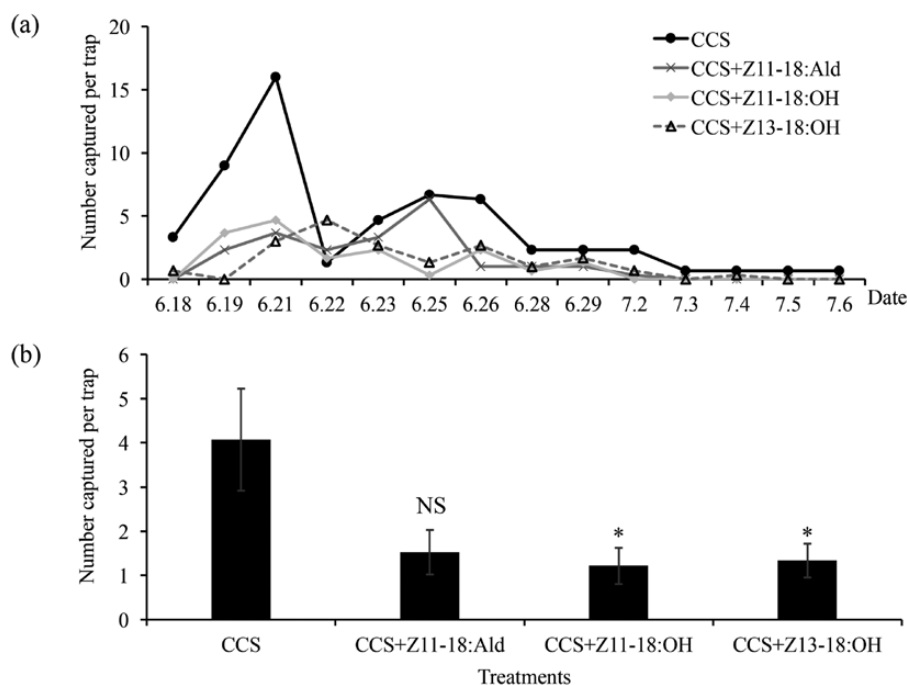 (a)
Number captured per trap
20
15
10
5
0
CCS
CCS+Z11-18:Ald
CCS+Z11-18:OH
CCS+Z13-18:OH
6.18 6.19 6.21 6.22 6.23 6.25 6.26 6.28 6.29 7.2 7.3 7.4 7.5 7.6 Date
(b)
Number captured per trap
6
5
4
3
2
1
0
NS
*
*
CCS CCS+Z11-18:Ald CCS+Z11-18:OH CCS+Z13-18:OH
Treatments